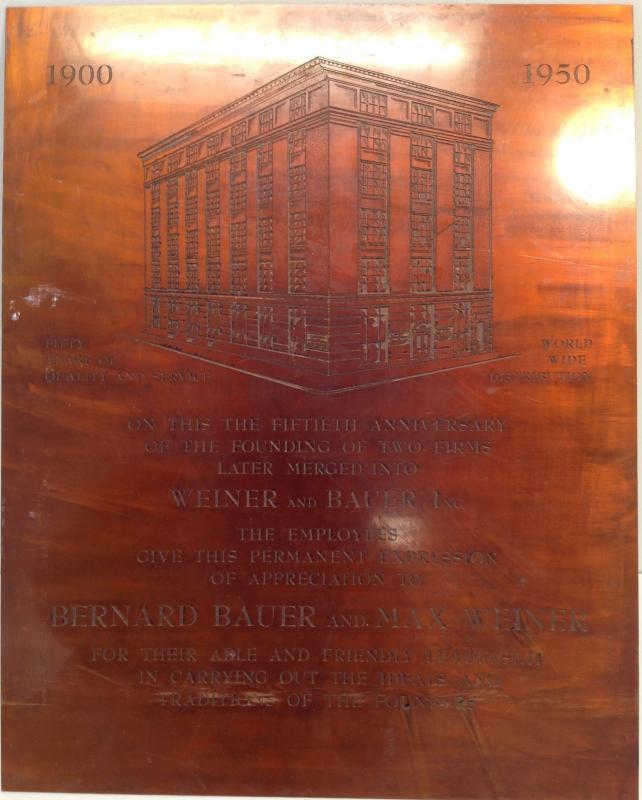 1900
1950
FIFTY
YEARS OF
QUALITY AND SERVICE
WORLD
WIDE
DISTRIBUTION
ON THIS THE FIFTIETH ANNIVERSARY
OF THE FOUNDING OF TWO FIRMS
LATER MERGED INTO
WEINER AND BAUER, INC.
THE EMPLOYEES
GIVE THIS PERMANENT EXPRESSION
OF APPRECIATION TO
BERNARD BAUER AND MAX WEINER
FOR THEIR ABLE AND FRIENDLY LEADERSHIP
IN CARRYING OUT THE IDEALS AND
TRADITIONS OF THE FOUNDERS